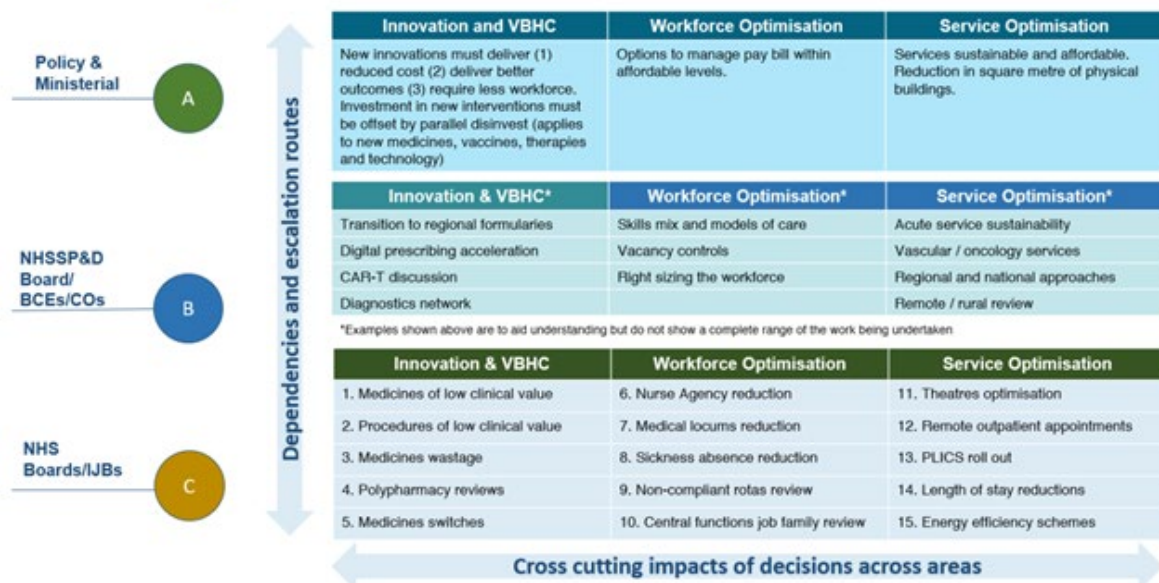 Policy &
Ministerial
A
NHSSP&D
Board/
BCEs/COs
B
NHS
Boards/IJBs
C
Dependencies and escalation routes
Innovation and VBHC
Workforce Optimisation
Service Optimisation
New innovations must deliver (1)
reduced cost (2) deliver better
outcomes (3) require less workforce.
Investment in new interventions must
be offset by parallel disinvest (applies
to new medicines, vaccines, therapies
and technology)
Options to manage pay bill within
affordable levels.
Services sustainable and affordable.
Reduction in square metre of physical
buildings.
Innovation & VBHC*
Workforce Optimisation*
Service Optimisation*
Transition to regional formularies
Skills mix and models of care
Acute service sustainability
Digital prescribing acceleration
Vacancy controls
Vascular / oncology services
CAR-T discussion
Right sizing the workforce
Regional and national approaches
Diagnostics network
Remote / rural review
*Examples shown above are to aid understanding but do not show a complete range of the work being undertaken
Innovation & VBHC
Workforce Optimisation
Service Optimisation
1. Medicines of low clinical value
6. Nurse Agency reduction
11. Theatres optimisation
2. Procedures of low clinical value
7. Medical locums reduction
12. Remote outpatient appointments
3. Medicines wastage
8. Sickness absence reduction
13. PLICS roll out
4. Polypharmacy reviews
9. Non-compliant rotas review
14. Length of stay reductions
5. Medicines switches
10. Central functions job family review
15. Energy efficiency schemes
Cross cutting impacts of decisions across areas